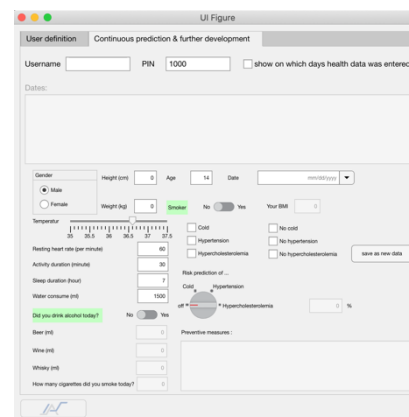 UI Figure
User definition Continuous prediction & further development
Username PIN 1000 show on which days health data was entered
Dates:
Gender
Male
Female
Height (cm) 0 Age 14 Date mm/dd/yyyy
Weight (kg) 0 Smoker No Yes Your BMI 0
Temperatur
35 35.5 36 36.5 37 37.5
Cold No cold
Hypertension No hypertension
Hypercholesterolemia No hypercholesterolemia
save as new data
Resting heart rate (per minute) 60
Activity duration (minute) 30
Sleep duration (hour) 7
Water consume (ml) 1500
Risk prediction of ...
Cold Hypertension
off Hypercholesterolemia 0 %
Did you drink alcohol today? No Yes
Beer (ml) 0
Wine (ml) 0
Whisky (ml) 0
How many cigarettes did you smoke today? 0
Preventive measures :